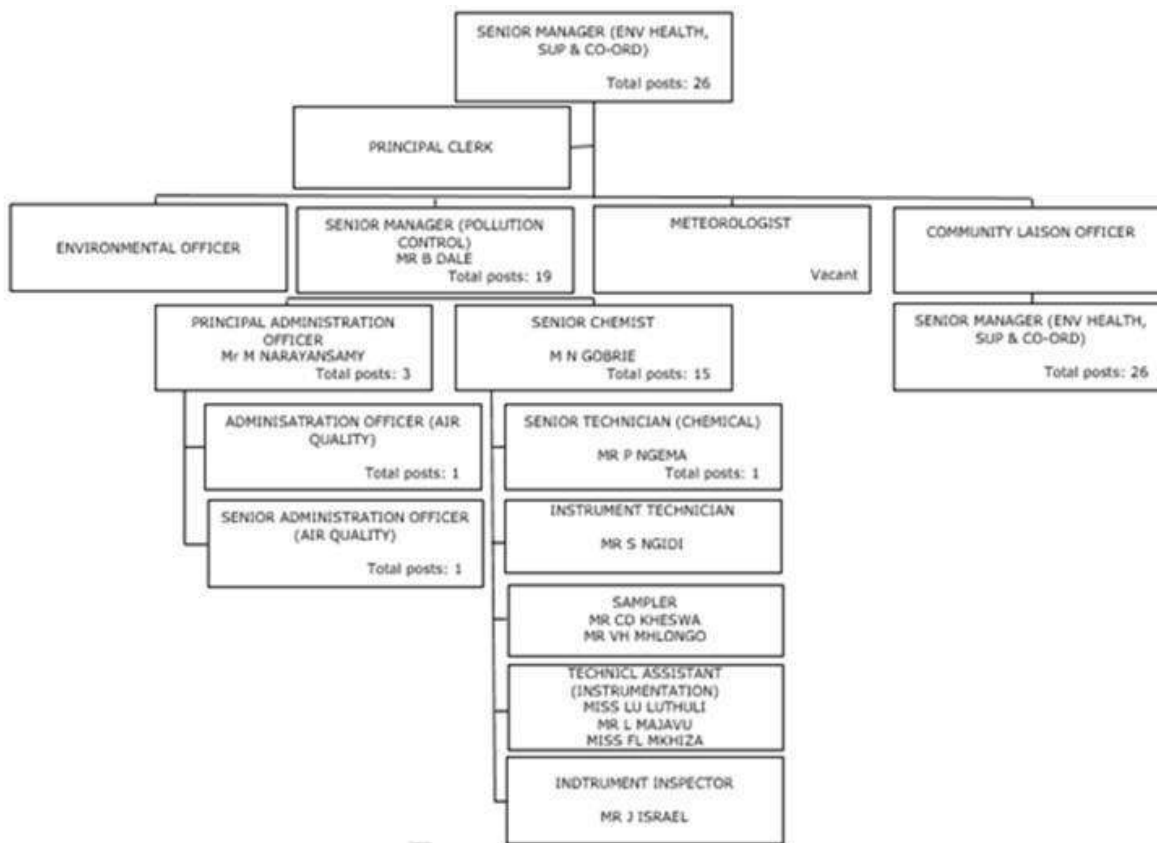 SENIOR MANAGER (ENV HEALTH,
SUP & CO-ORD)
Total posts: 26
PRINCIPAL CLERK
ENVIRONMENTAL OFFICER
SENIOR MANAGER (POLLUTION
CONTROL)
MR B DALE
Total posts: 19
METEOROLOGIST
Vacant
COMMUNITY LAISON OFFICER
PRINCIPAL ADMINISTRATION
OFFICER
Mr M NARAYANSAMY
Total posts: 3
SENIOR CHEMIST
M N GOBRIE
Total posts: 15
SENIOR MANAGER (ENV HEALTH,
SUP & CO-ORD)
Total posts: 26
ADMINISATRATION OFFICER (AIR
QUALITY)
Total posts: 1
SENIOR ADMINISTRATION OFFICER
(AIR QUALITY)
Total posts: 1
SENIOR TECHNICIAN (CHEMICAL)
MR P NGEMA
Total posts: 1
INSTRUMENT TECHNICIAN
MR S NGIDI
SAMPLER
MR CD KHESWA
MR VH MHLONGO
TECHNICL ASSISTANT
(INSTRUMENTATION)
MISS LU LUTHULI
MR L MAJAVU
MISS FL MKHIZA
INDTRUMENT INSPECTOR
MR J ISRAEL